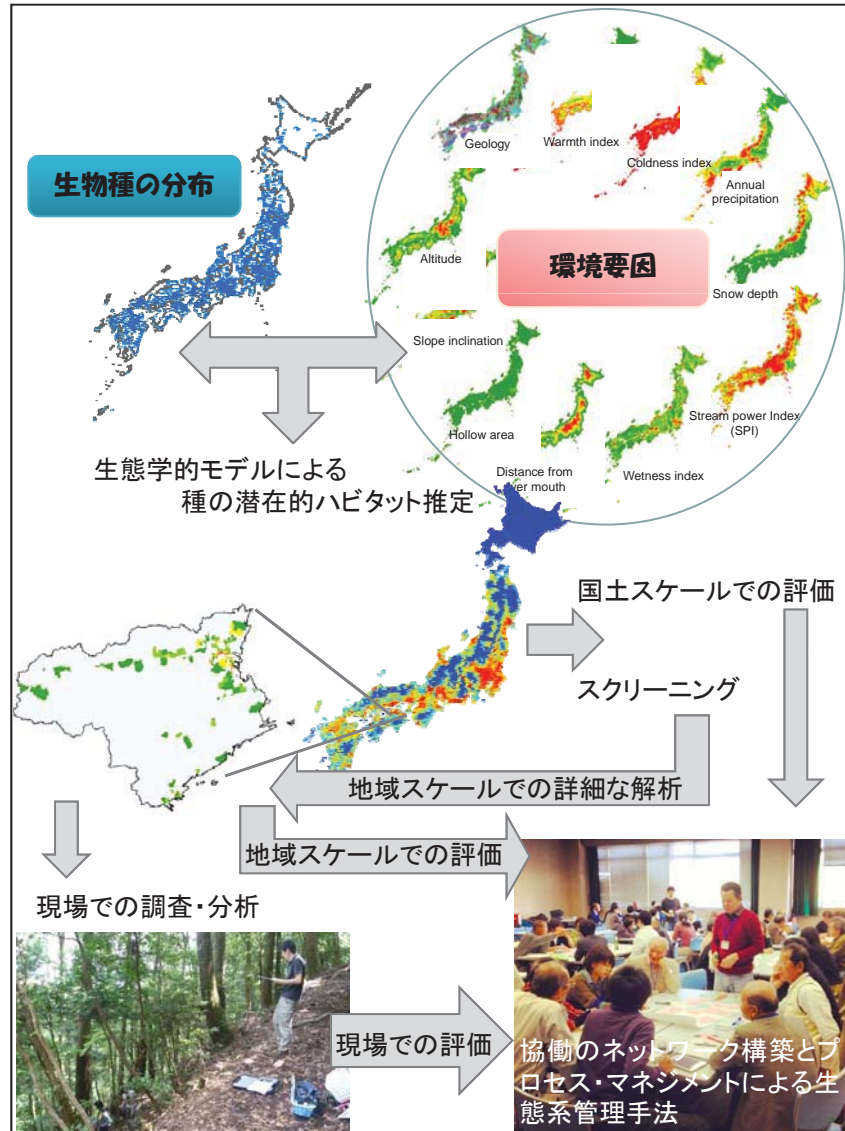 生物種の分布
Geology
Warmth index
Coldness index
Annual
precipitation
Altitude
環境要因
Snow depth
Slope inclination
Stream power Index
(SPI)
Hollow area
Distance from
ver mouth
Wetness index
生態学的モデルによる
種の潜在的ハビタット推定
国土スケールでの評価
スクリーニング
地域スケールでの詳細な解析
地域スケールでの評価
現場での調査・分析
現場での評価
協働のネットワーク構築とプ
ロセス・マネジメントによる生
態系管理手法